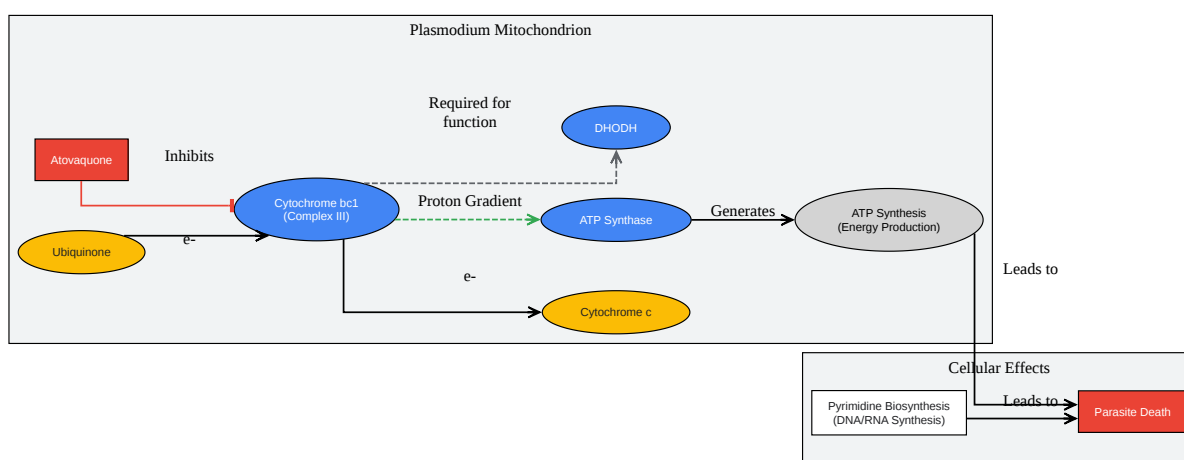 Plasmodium Mitochondrion
Required for
function
DHODH
Atovaquone
Inhibits
Cytochrome bc1
(Complex III)
Proton Gradient
ATP Synthase
Generates
ATP Synthesis
(Energy Production)
Ubiquinone
e-
e-
Leads to
Cytochrome c
Cellular Effects
Pyrimidine Biosynthesis
(DNA/RNA Synthesis)
Leads to
Parasite Death